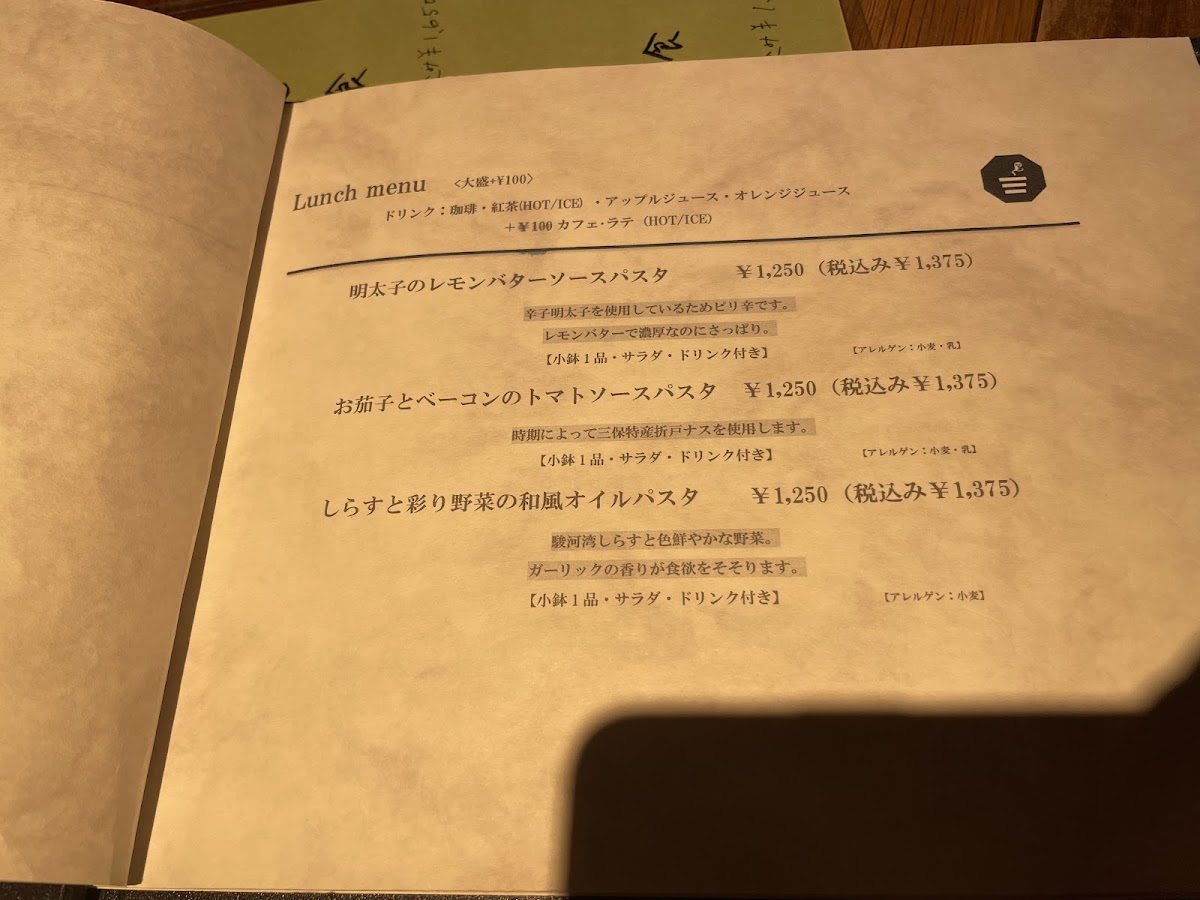 ¥1,650
Lunch menu <大盛+¥100>
ドリンク：珈琲・紅茶(HOT/ICE) ・アップルジュース・オレンジジュース
＋¥100 カフェ・ラテ (HOT/ICE)
明太子のレモンバターソースパスタ ¥1,250 (税込み¥1,375)
辛子明太子を使用しているためピリ辛です。
レモンバターで濃厚なのにさっぱり。
【小鉢１品・サラダ・ドリンク付き】 【アレルゲン：小麦・乳】
お茄子とベーコンのトマトソースパスタ ¥1,250 (税込み¥1,375)
時期によって三保特産折戸ナスを使用します。
【小鉢１品・サラダ・ドリンク付き】 【アレルゲン：小麦・乳】
しらすと彩り野菜の和風オイルパスタ ¥1,250 (税込み¥1,375)
駿河湾しらすと色鮮やかな野菜。
ガーリックの香りが食欲をそそります。
【小鉢１品・サラダ・ドリンク付き】 【アレルゲン：小麦】